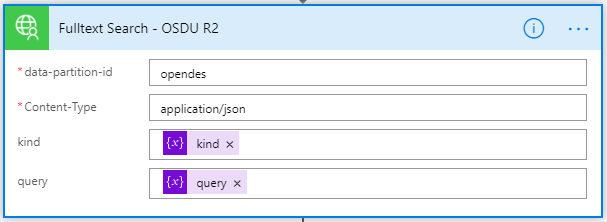 Fulltext Search - OSDU R2
* data-partition-id opendes
* Content-Type application/json
kind {x} kind ×
query {x} query ×